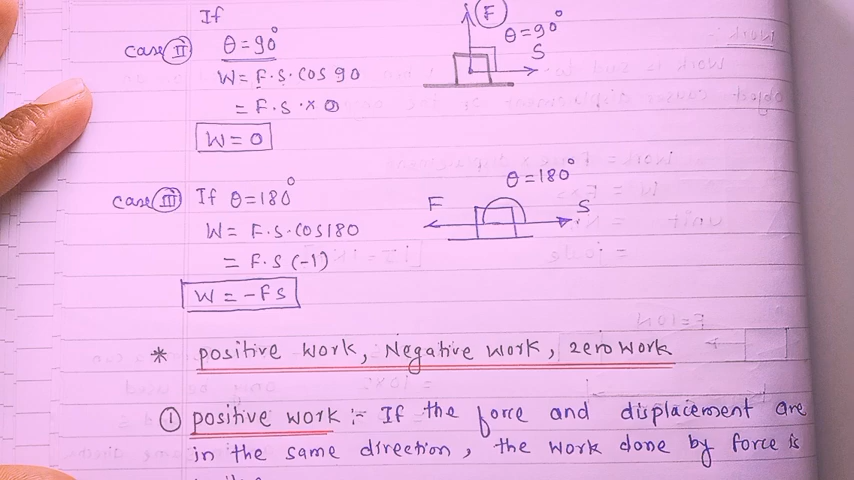 If
Case II θ = 90°
W = F.S.cos 90
= F.S.× 0
W = 0
F
θ = 90°
S
Case III If θ = 180°
W = F.S.cos180
= F.S (-1)
W = -FS
θ = 180°
F S
* positive work, Negative work, zero work
① positive work :- If the force and displacement are
in the same direction, the work done by force is